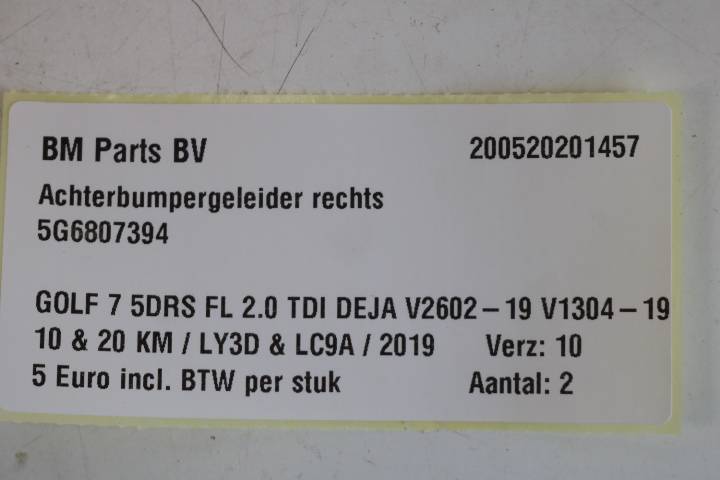 BM Parts BV 200520201457
Achterbumpergeleider rechts
5G6807394
GOLF 7 5DRS FL 2.0 TDI DEJA V2602 – 19 V1304 – 19
10 & 20 KM / LY3D & LC9A / 2019 Verz: 10
5 Euro incl. BTW per stuk Aantal: 2